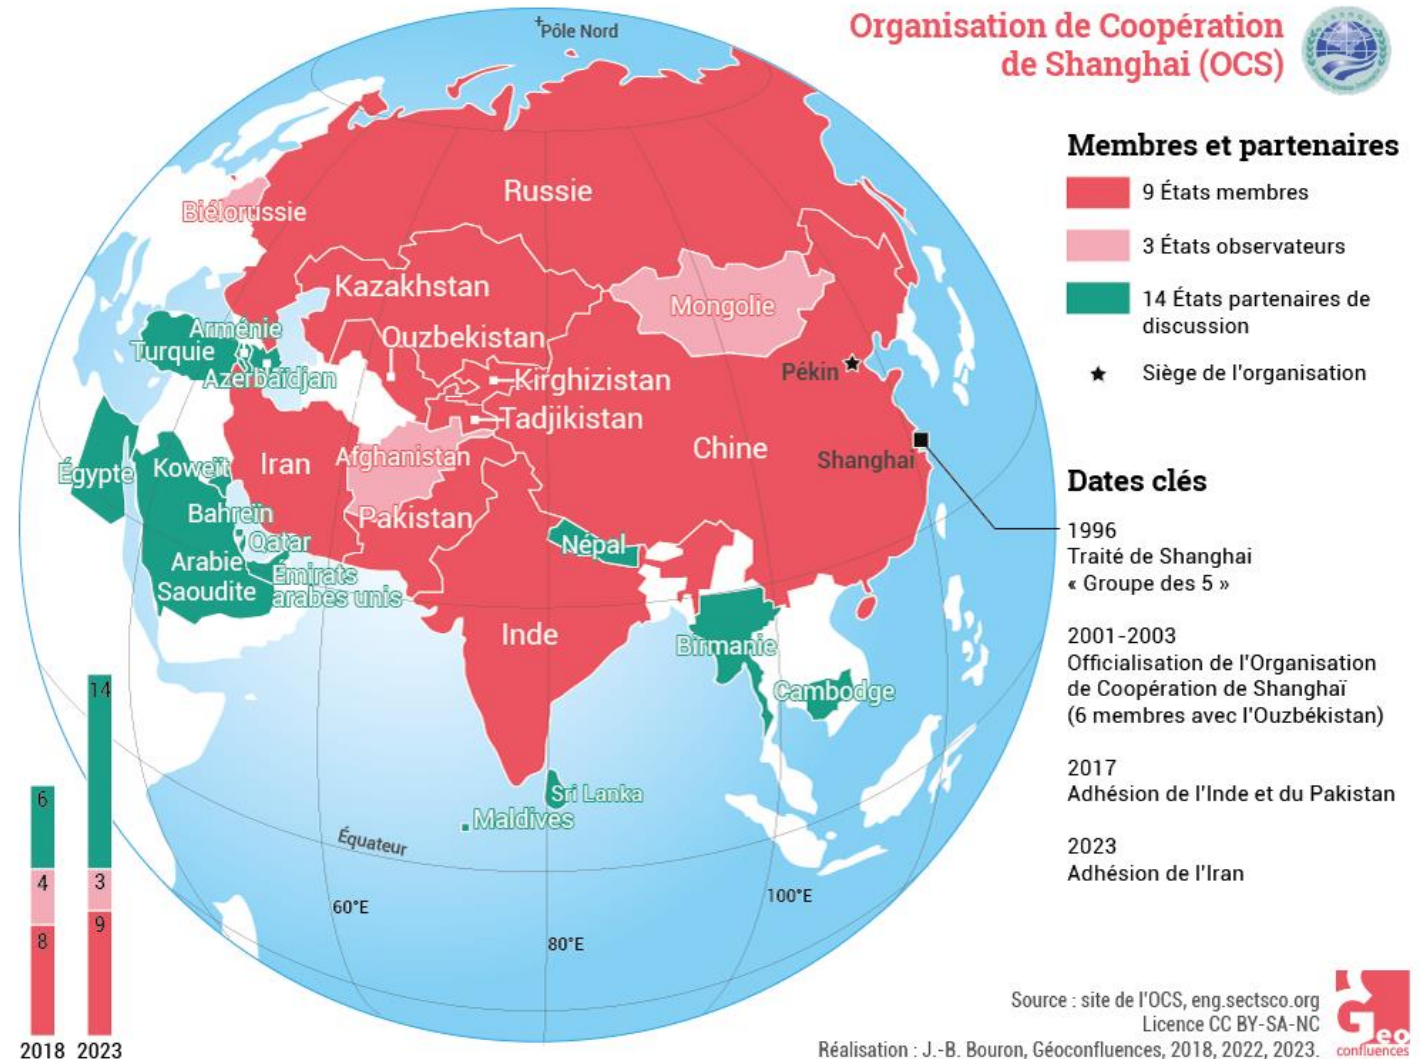 Organisation de Coopération
de Shanghai (OCS)
Membres et partenaires
9 États membres
3 États observateurs
14 États partenaires de
discussion
Siège de l'organisation
Dates clés
1996
Traité de Shanghai
« Groupe des 5 »
2001-2003
Officialisation de l'Organisation
de Coopération de Shanghaï
(6 membres avec l'Ouzbékistan)
2017
Adhésion de l'Inde et du Pakistan
2023
Adhésion de l'Iran
Pôle Nord
Russie
Biélorussie
Kazakhstan
Mongolie
Arménie
Turquie
Ouzbekistan
Azerbaïdjan
Kirghizistan
Pékin
Tadjikistan
Chine
Shanghai
Égypte
Koweït
Iran
Afghanistan
Bahreïn
Pakistan
Qatar
Népal
Arabie
Saoudite
Émirats
arabes unis
Inde
Birmanie
Cambodge
Sri Lanka
Maldives
Équateur
60°E
80°E
100°E
14
6
4
3
8
9
2018 2023
Source : site de l'OCS, eng.sectsco.org
Licence CC BY-SA-NC
Réalisation : J.-B. Bouron, Géoconfluences, 2018, 2022, 2023.
Geo
confluences